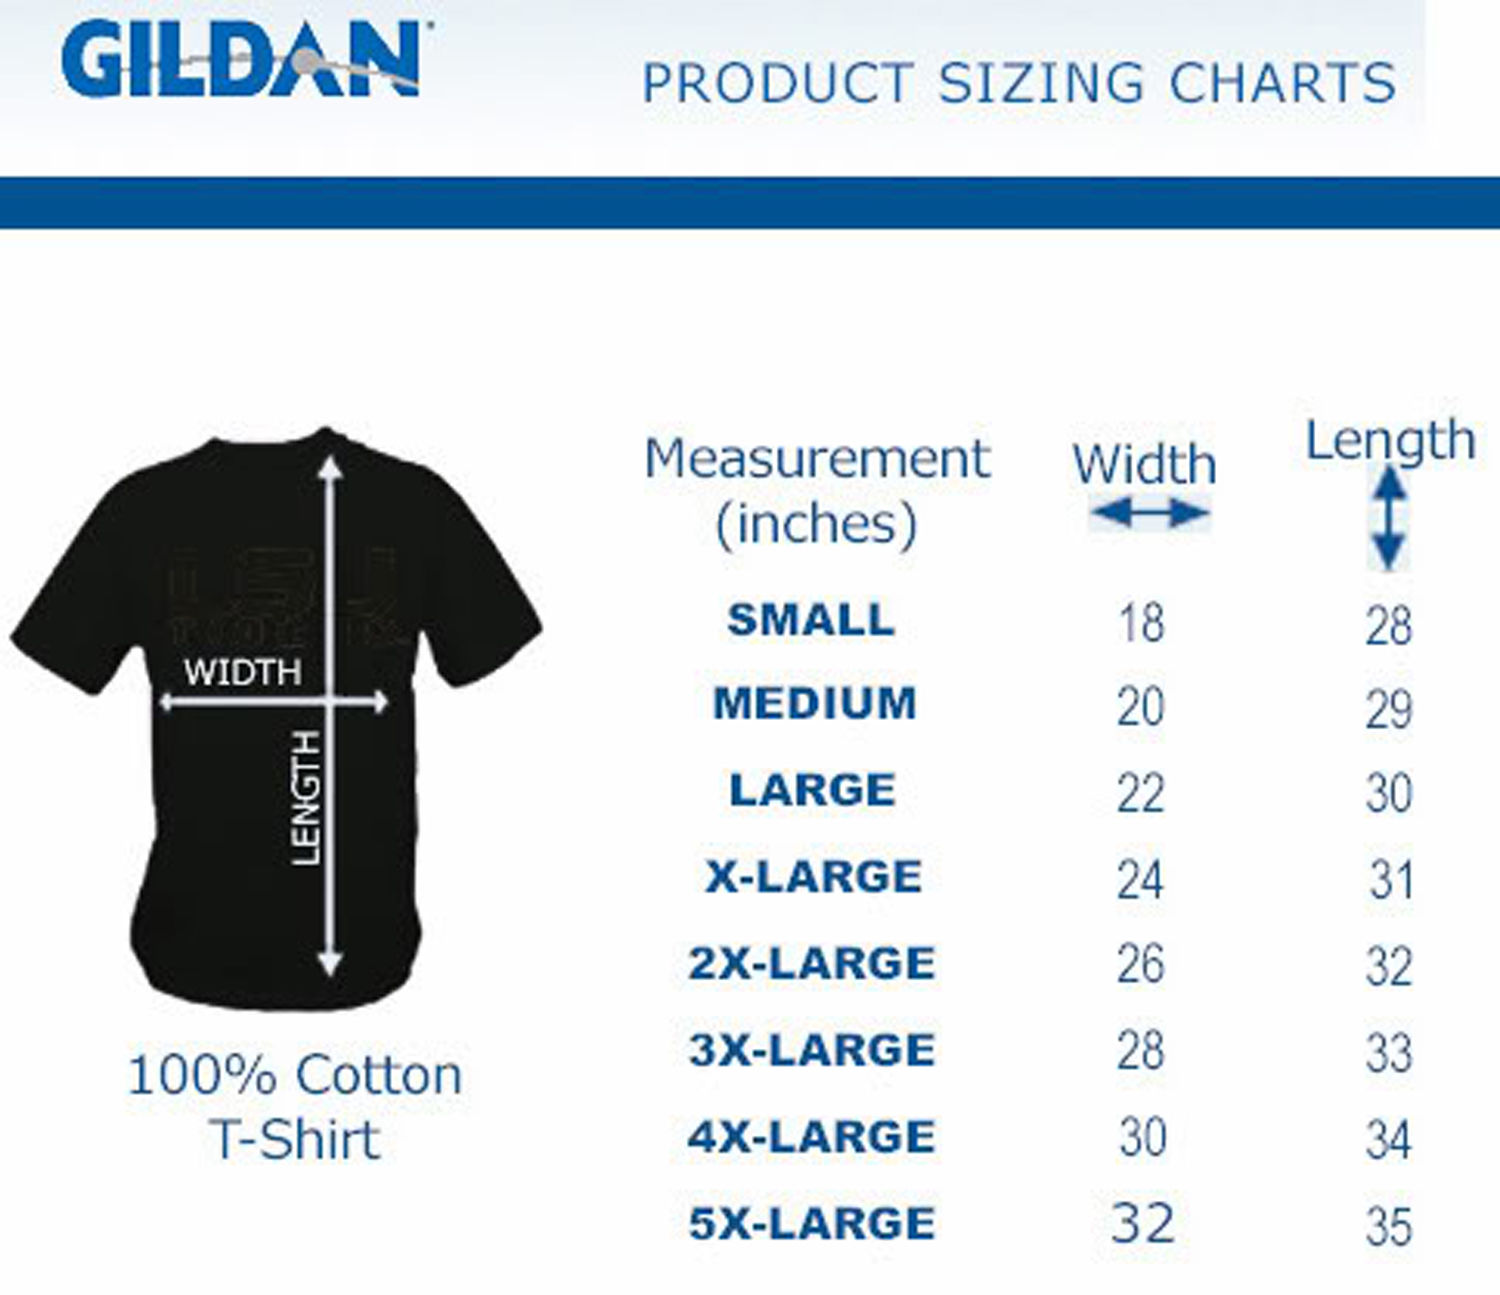 GILDAN
PRODUCT SIZING CHARTS
Measurement
(inches)
Width
Length
SMALL 18 28
MEDIUM 20 29
LARGE 22 30
X-LARGE 24 31
2X-LARGE 26 32
3X-LARGE 28 33
4X-LARGE 30 34
5X-LARGE 32 35
WIDTH
LENGTH
100% Cotton
T-Shirt